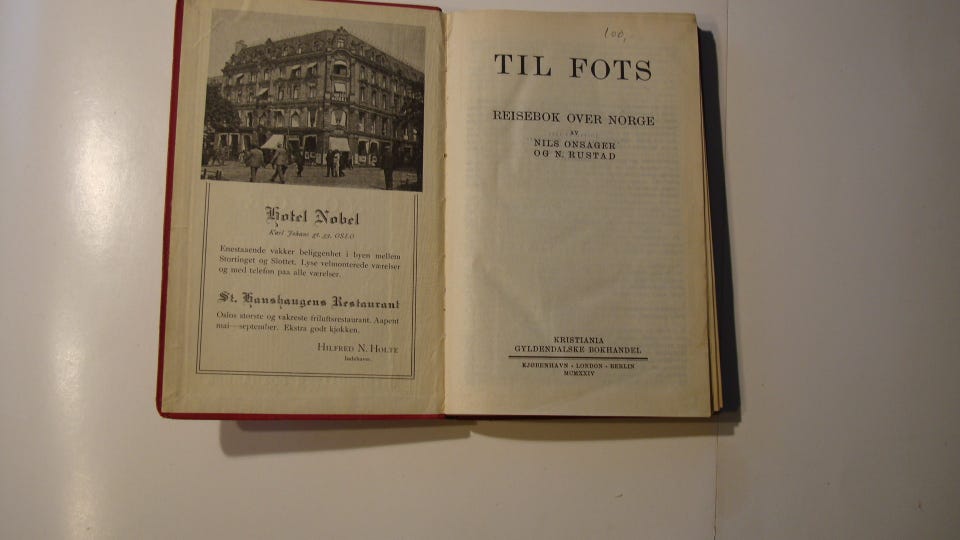 Hotel Nobel
Karl Johans gt. 33. OSLO
Enestaaende vakker beliggenhet i byen mellem
Stortinget og Slottet. Lyse velmonterede værelser
og med telefon paa alle værelser.
St. Hanshaugens Restaurant
Oslos største og vakreste friluftsrestaurant. Aapent
mai—september. Ekstra godt kjøkken.
HILFRED N. HOLTE
Indehaver.
100,
TIL FOTS
REISEBOK OVER NORGE
AV
NILS ONSAGER
OG N. RUSTAD
KRISTIANIA
GYLDENDALSKE BOKHANDEL
KJØBENHAVN · LONDON · BERLIN
MCMXXIV